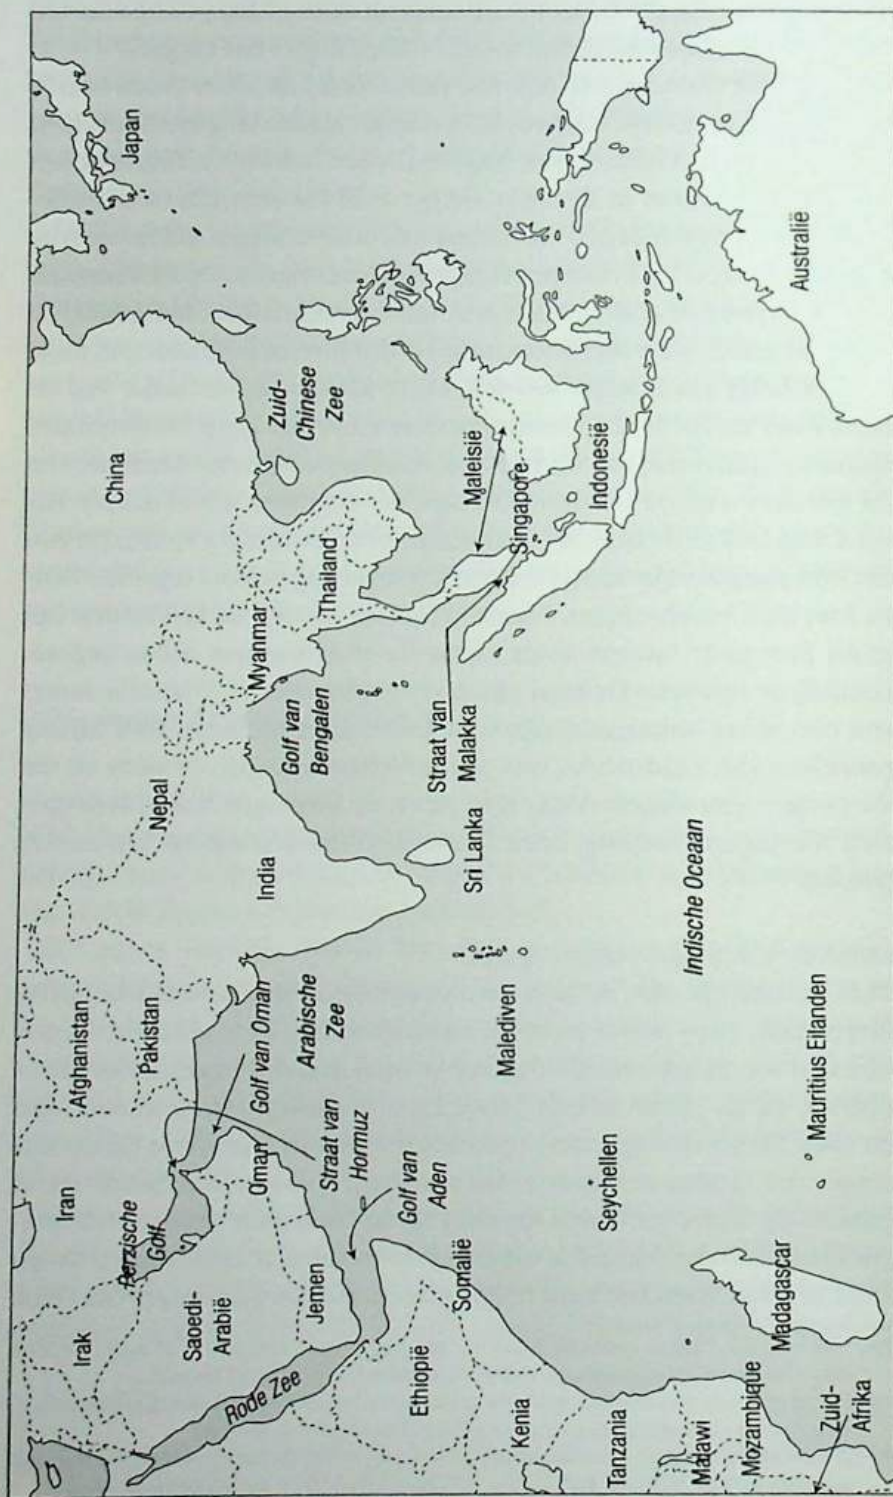 Irak
Iran
Afghanistan
Pakistan
Nepal
China
Japan
Perzische
Golf
Saoedi-
Arabië
Rode Zee
Jemen
Oman
Golf van Oman
Straat van
Hormuz
Golf van
Aden
Arabische
Zee
India
Golf van
Bengalen
Myanmar
Thailand
Zuid-
Chinese
Zee
Ethiopië
Somalië
Malediven
Sri Lanka
Straat van
Malakka
Maleisië
Singapore
Indonesië
Kenia
Tanzania
Malawi
Mozambique
Zuid-
Afrika
Seychellen
Madagascar
Mauritius Eilanden
Indische Oceaan
Australië